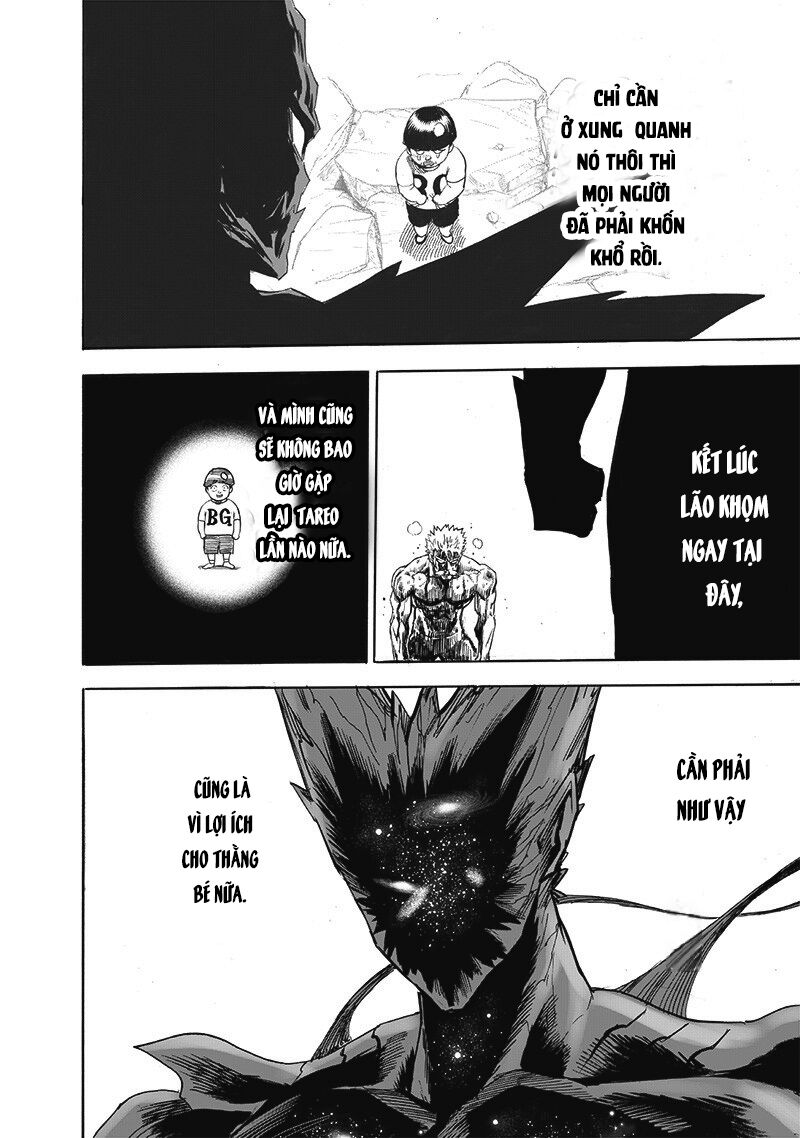 CHỈ CẦN
Ở XUNG QUANH
NÓ THÔI THÌ
MỌI NGƯỜI
ĐÃ PHẢI KHỐN
KHỔ RỒI.
KẾT LÚC
LÃO KHỌM
NGAY TẠI
ĐÂY,
VÀ MÌNH CŨNG
SẼ KHÔNG BAO
GIỜ GẶP
LẠI TAREO
LẦN NÀO NỮA.
BG
CẦN PHẢI
NHƯ VẬY
CŨNG LÀ
VÌ LỢI ÍCH
CHO THẰNG
BÉ NỮA.